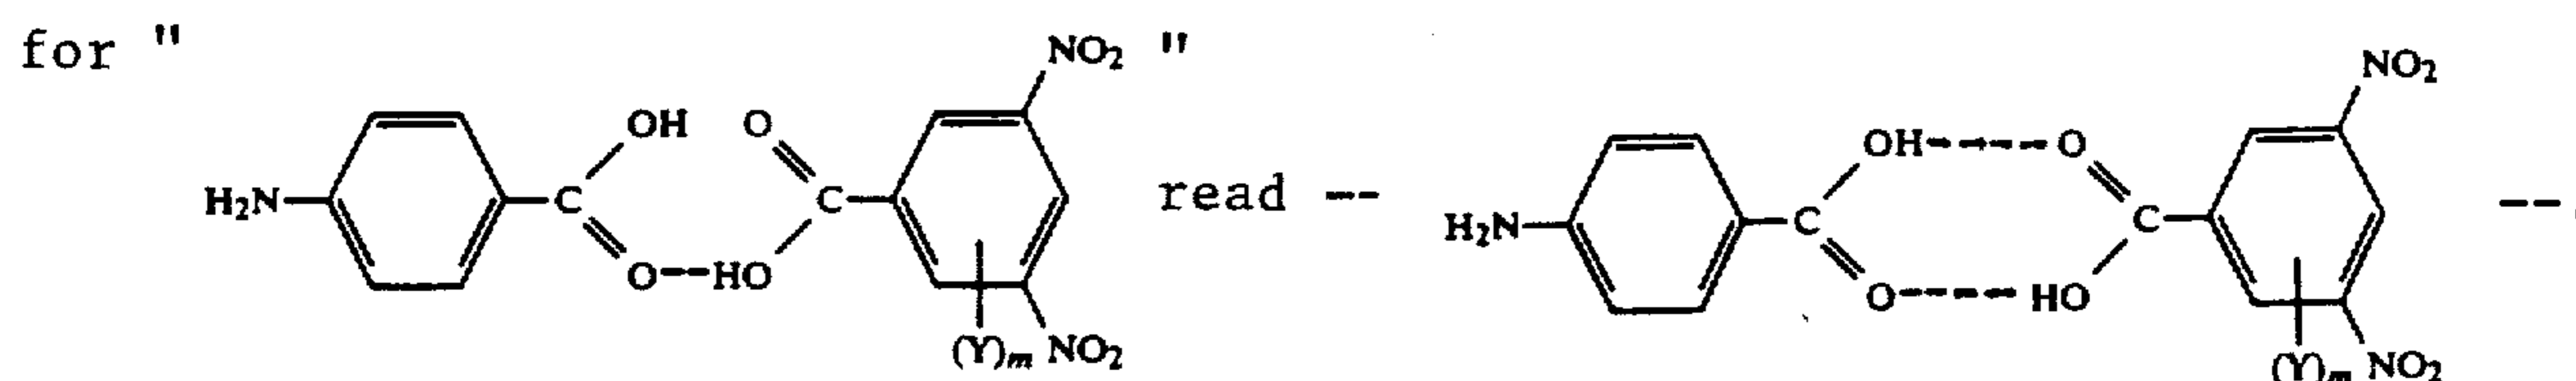 for "
NO₂ "
OH O
H₂N C C
O--HO
(Y)m NO₂
read --
NO₂
OH-----O
H₂N C C
O-----HO
(Y)m NO₂
--